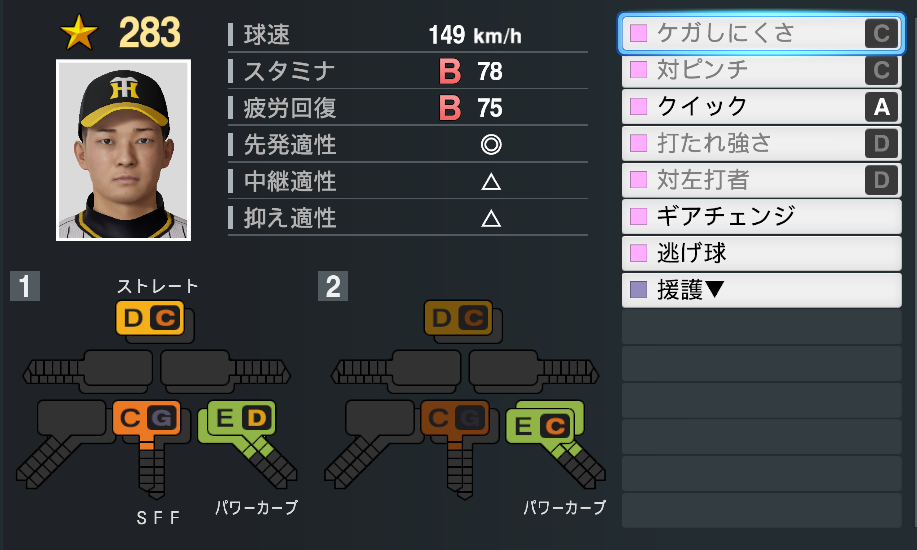 ★ 283
球速 149 km/h
スタミナ B 78
疲労回復 B 75
先発適性 ◎
中継適性 △
抑え適性 △
1
ストレート
D C
C G
E D
SFF
パワーカーブ
2
D C
C G
E C
パワーカーブ
ケガしにくさ C
対ピンチ C
クイック A
打たれ強さ D
対左打者 D
ギアチェンジ
逃げ球
援護▼